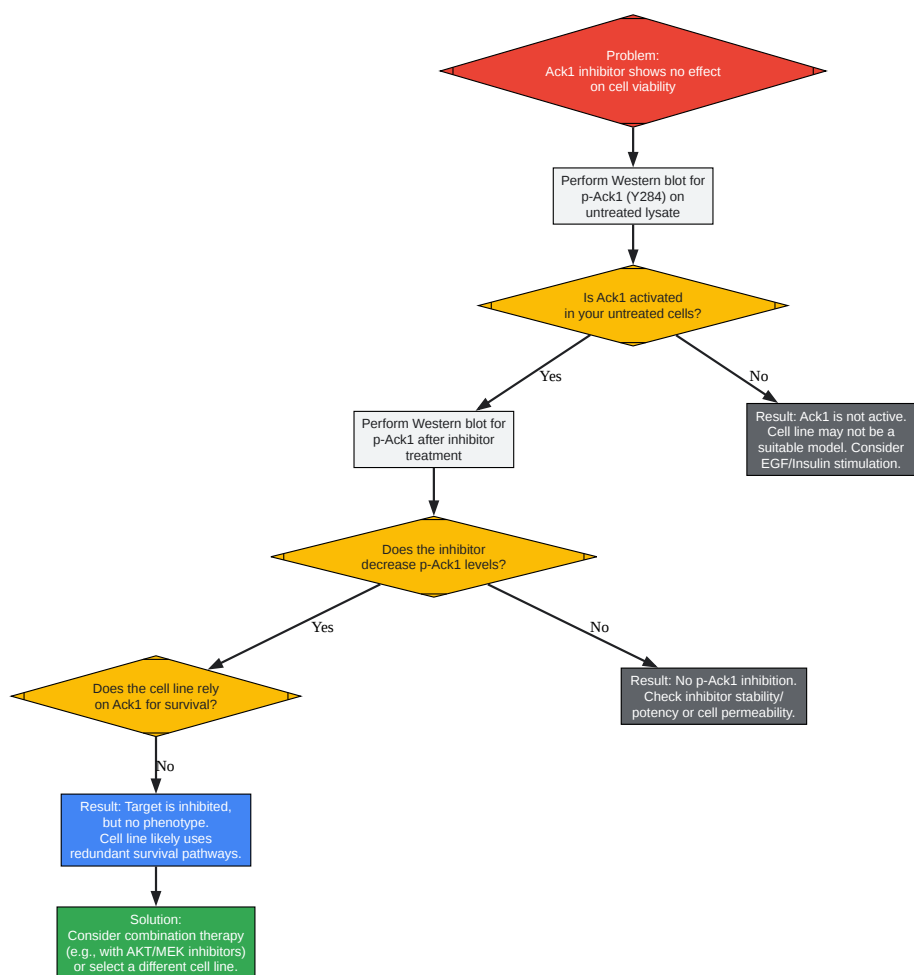 Problem:
Ack1 inhibitor shows no effect
on cell viability
Perform Western blot for
p-Ack1 (Y284) on
untreated lysate
Is Ack1 activated
in your untreated cells?
Yes
No
Perform Western blot for
p-Ack1 after inhibitor
treatment
Result: Ack1 is not active.
Cell line may not be a
suitable model. Consider
EGF/Insulin stimulation.
Does the inhibitor
decrease p-Ack1 levels?
Yes
No
Does the cell line rely
on Ack1 for survival?
Result: No p-Ack1 inhibition.
Check inhibitor stability/
potency or cell permeability.
No
Result: Target is inhibited,
but no phenotype.
Cell line likely uses
redundant survival pathways.
Solution:
Consider combination therapy
(e.g., with AKT/MEK inhibitors)
or select a different cell line.